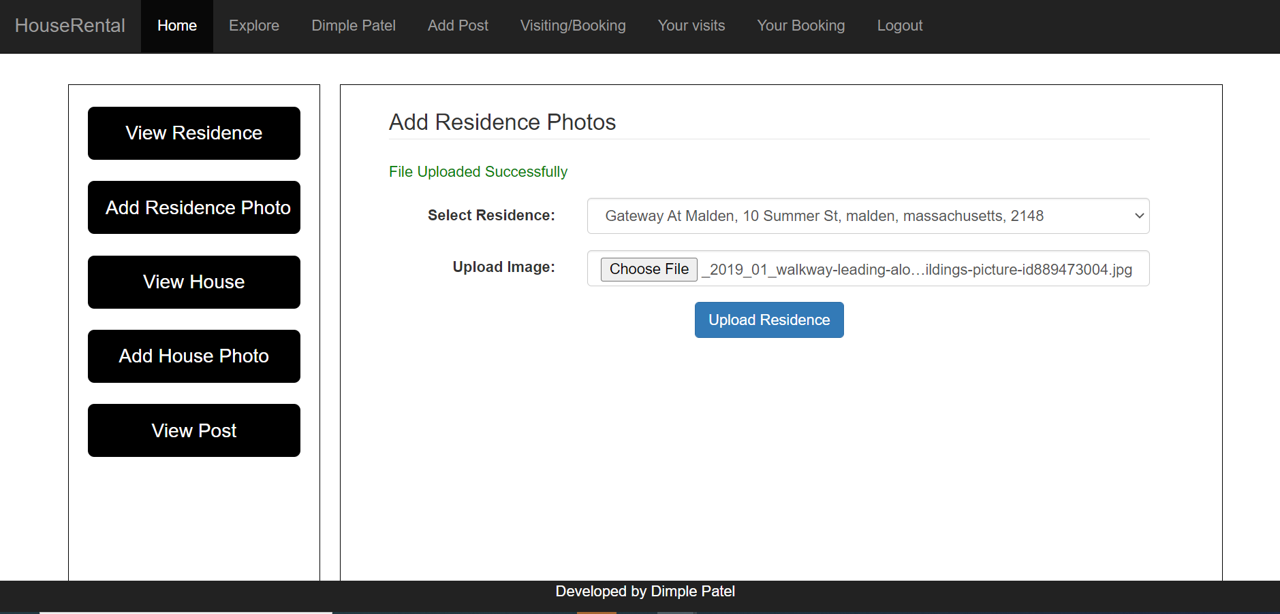 HouseRental Home Explore Dimple Patel Add Post Visiting/Booking Your visits Your Booking Logout
View Residence
Add Residence Photo
View House
Add House Photo
View Post
Add Residence Photos
File Uploaded Successfully
Select Residence: Gateway At Malden, 10 Summer St, malden, massachusetts, 2148
Upload Image: Choose File _2019_01_walkway-leading-alo…ildings-picture-id889473004.jpg
Upload Residence
Developed by Dimple Patel